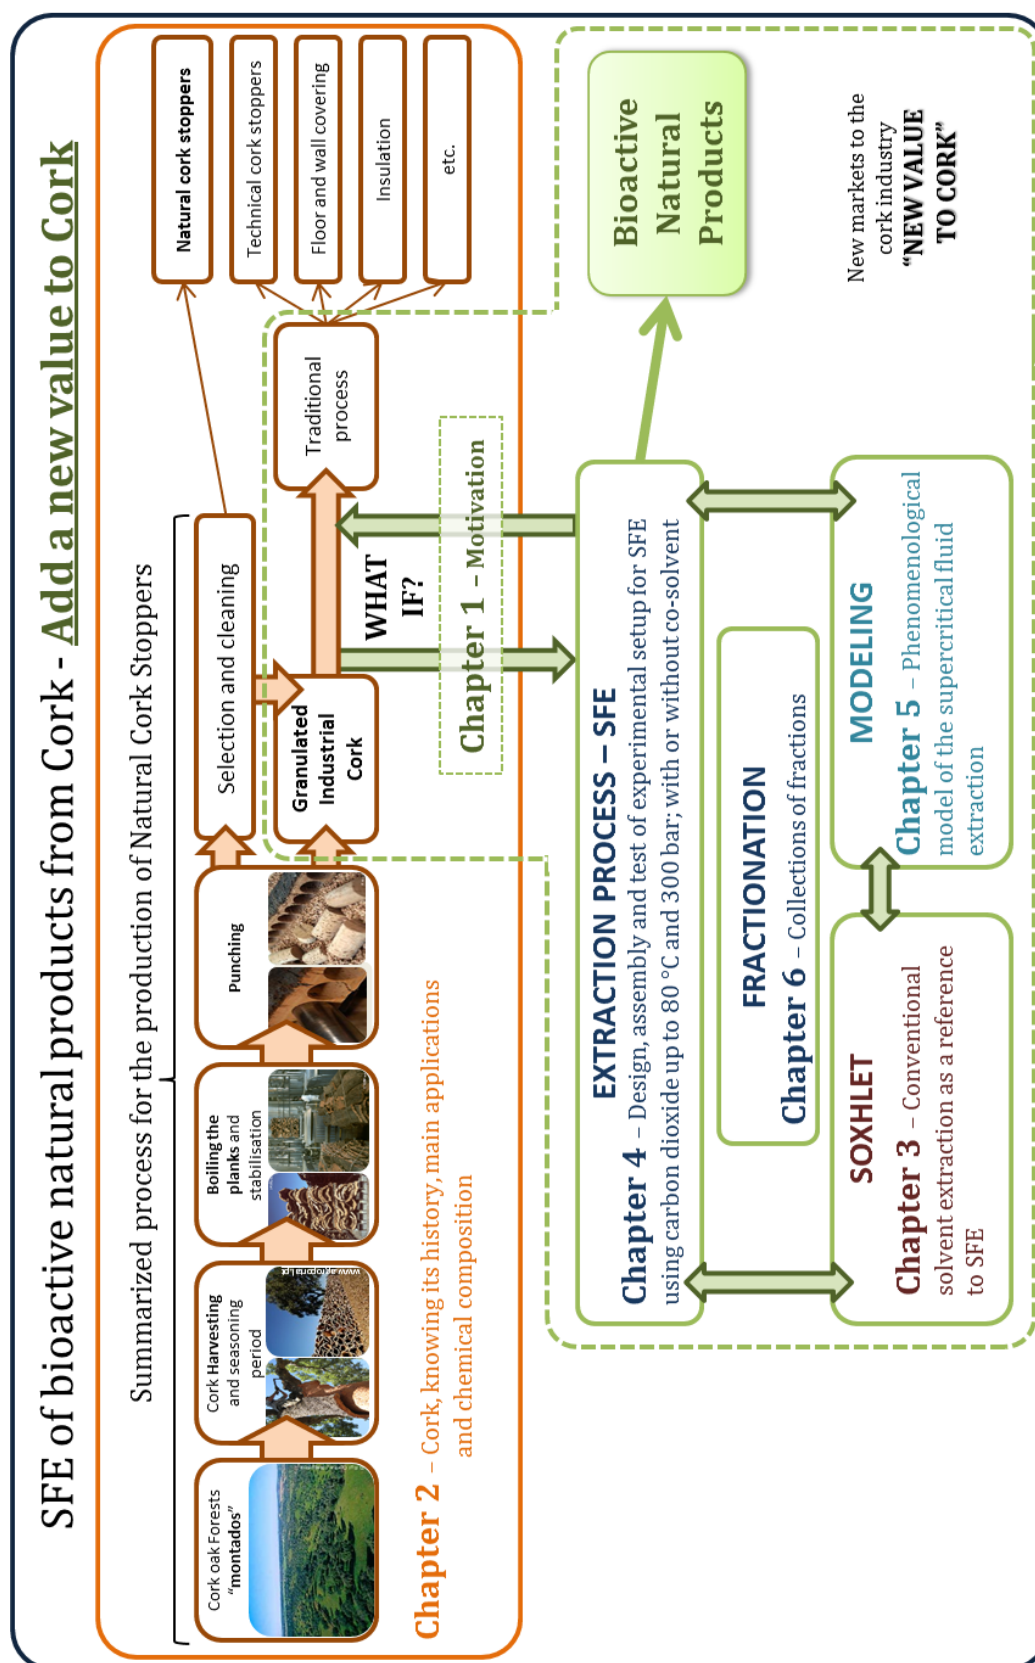 SFE of bioactive natural products from Cork - Add a new value to Cork
Summarized process for the production of Natural Cork Stoppers
Cork oak Forests
“montados”
Cork Harvesting
and seasoning
period
www.agroportal.pt
Boiling the
planks and
stabilisation
Punching
Selection and cleaning
Granulated
Industrial
Cork
Traditional
process
Natural cork stoppers
Technical cork stoppers
Floor and wall covering
Insulation
etc.
Chapter 2 – Cork, knowing its history, main applications
and chemical composition
WHAT
IF?
Chapter 1 – Motivation
EXTRACTION PROCESS – SFE
Chapter 4 – Design, assembly and test of experimental setup for SFE
using carbon dioxide up to 80 °C and 300 bar; with or without co-solvent
FRACTIONATION
Chapter 6 – Collections of fractions
SOXHLET
Chapter 3 – Conventional
solvent extraction as a reference
to SFE
MODELING
Chapter 5 – Phenomenological
model of the supercritical fluid
extraction
Bioactive
Natural
Products
New markets to the
cork industry
“NEW VALUE
TO CORK”